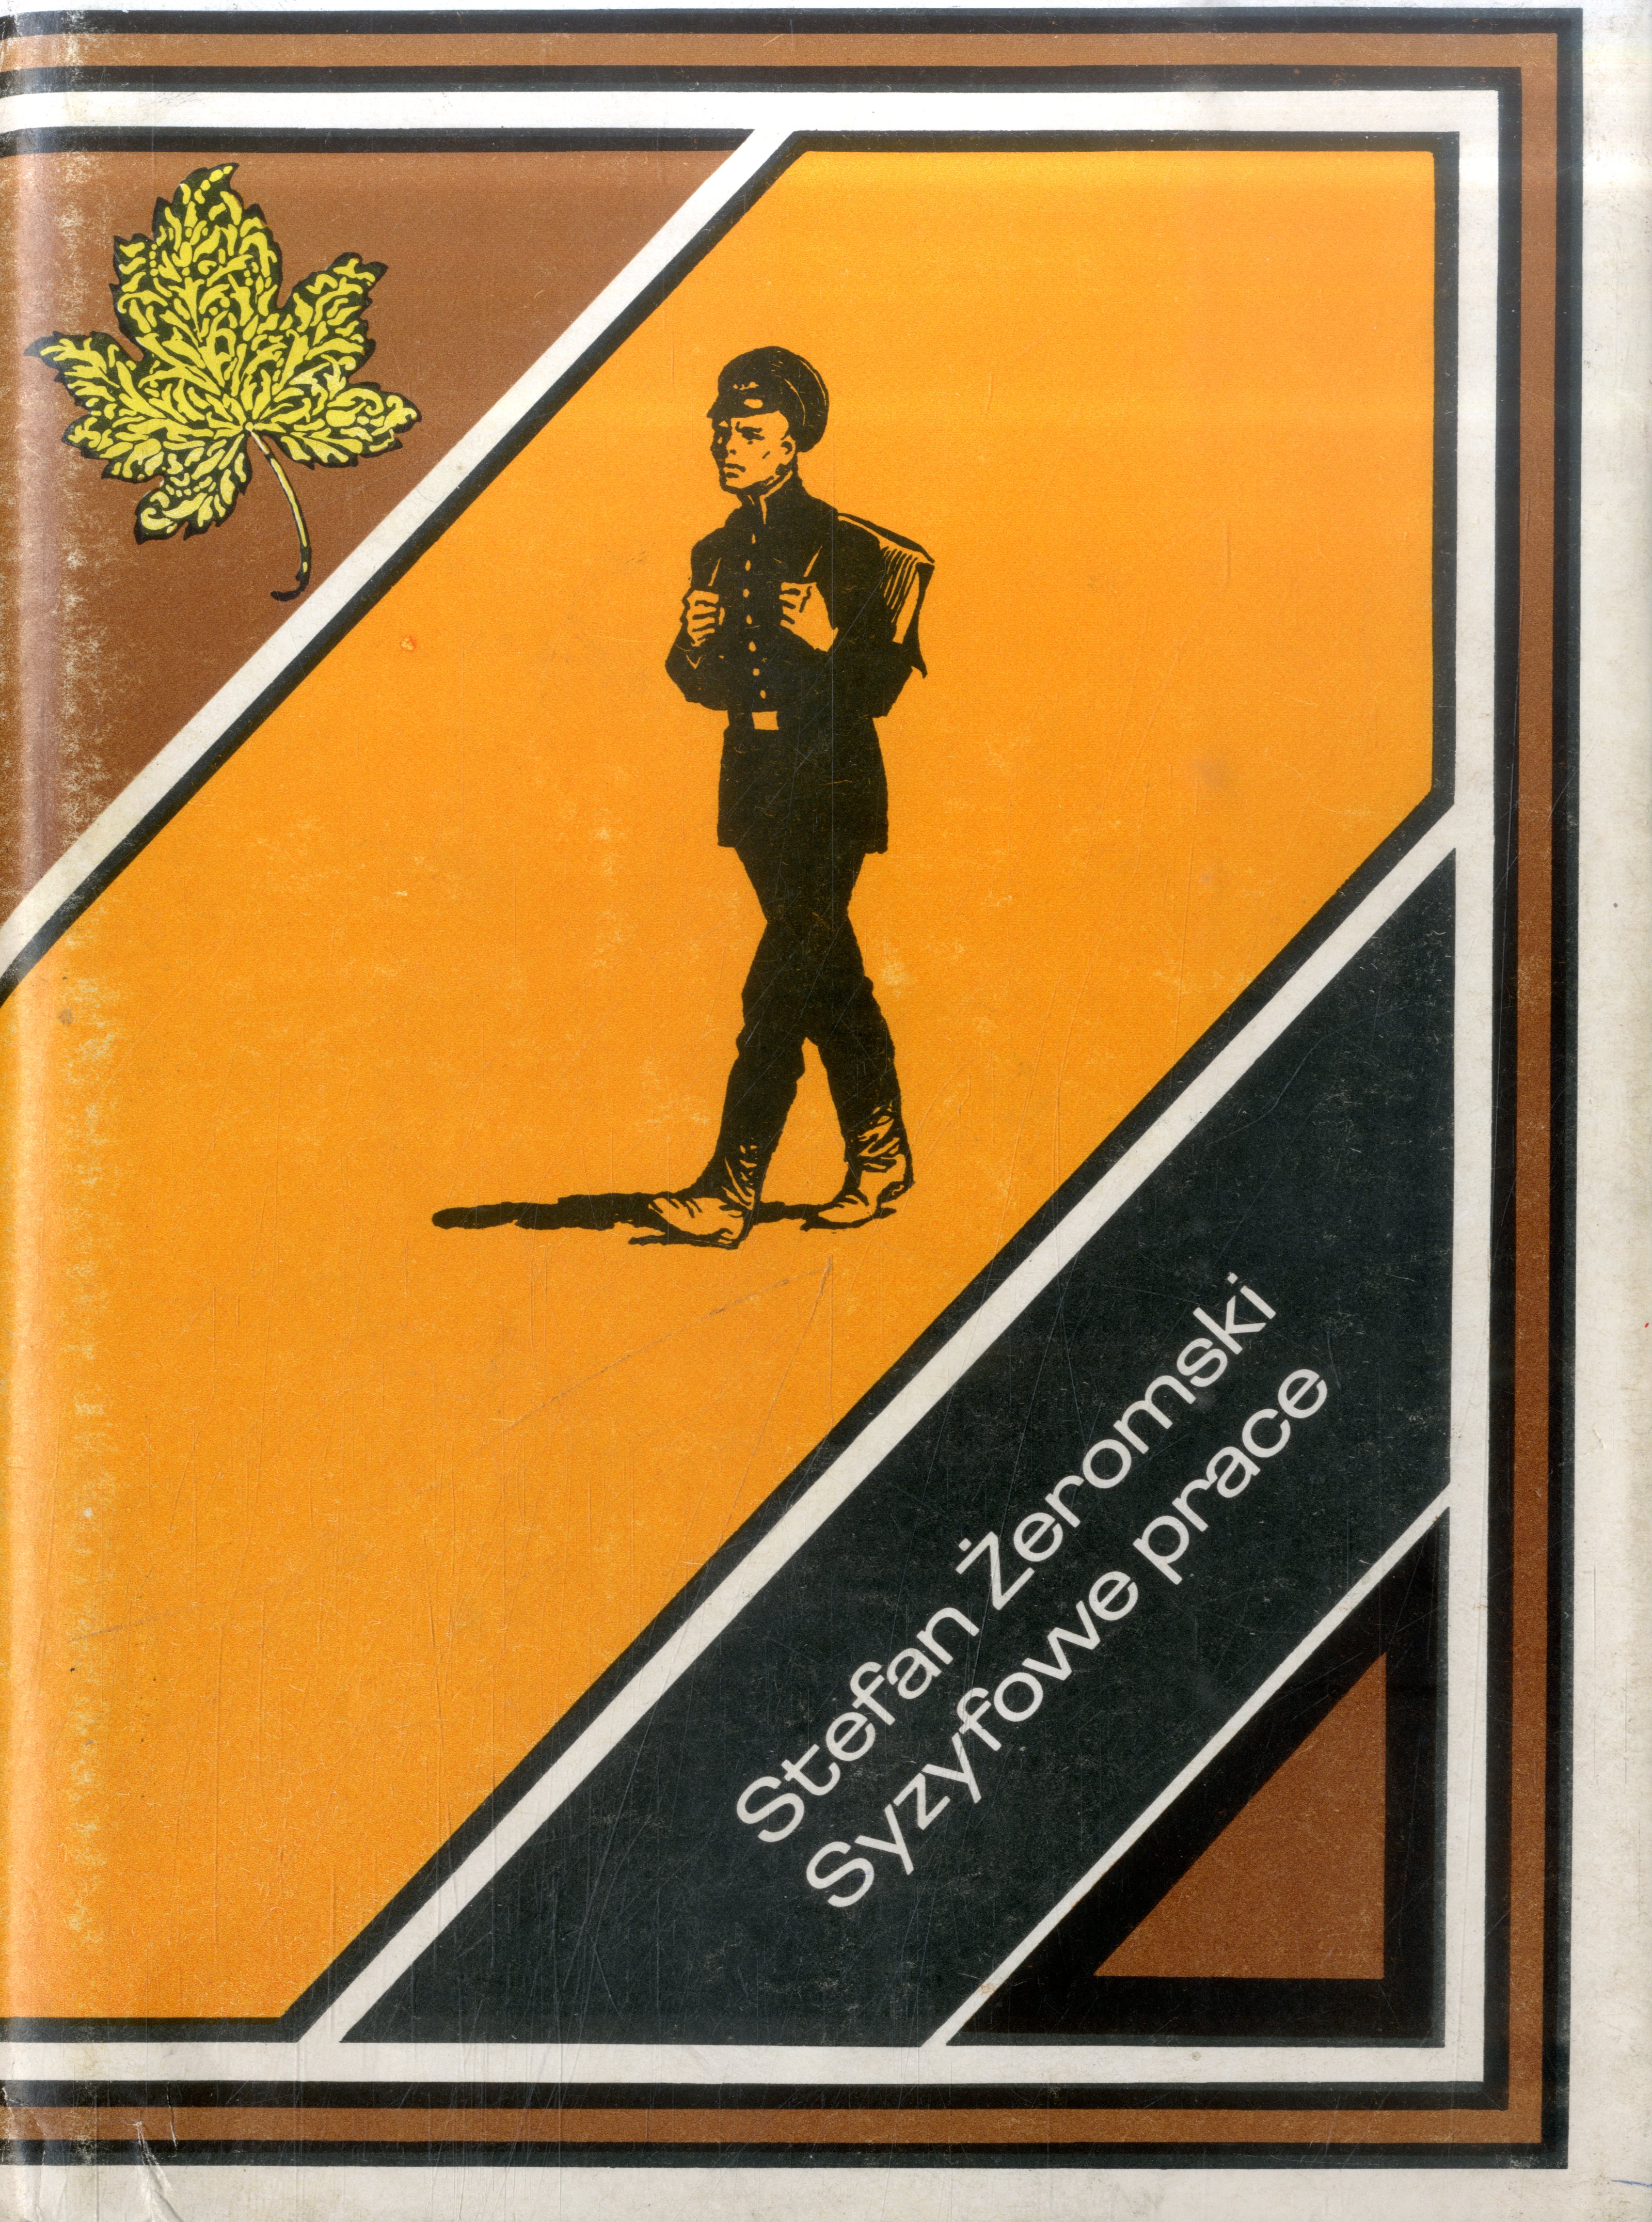 Stefan Żeromski
Syzyfowe prace